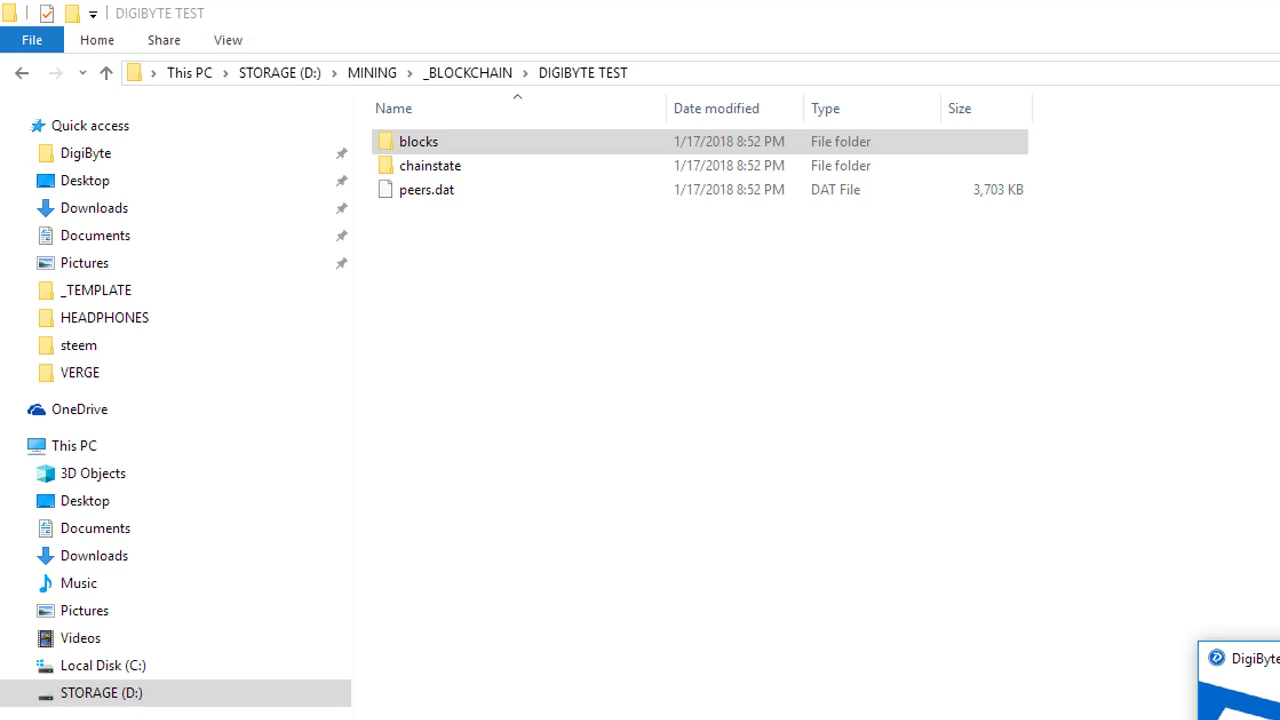 DIGIBYTE TEST
File Home Share View
This PC STORAGE (D:) MINING _BLOCKCHAIN DIGIBYTE TEST
Name Date modified Type Size
blocks 1/17/2018 8:52 PM File folder
chainstate 1/17/2018 8:52 PM File folder
peers.dat 1/17/2018 8:52 PM DAT File 3,703 KB
Quick access
DigiByte
Desktop
Downloads
Documents
Pictures
_TEMPLATE
HEADPHONES
steem
VERGE
OneDrive
This PC
3D Objects
Desktop
Documents
Downloads
Music
Pictures
Videos
Local Disk (C:)
STORAGE (D:)
DigiByte